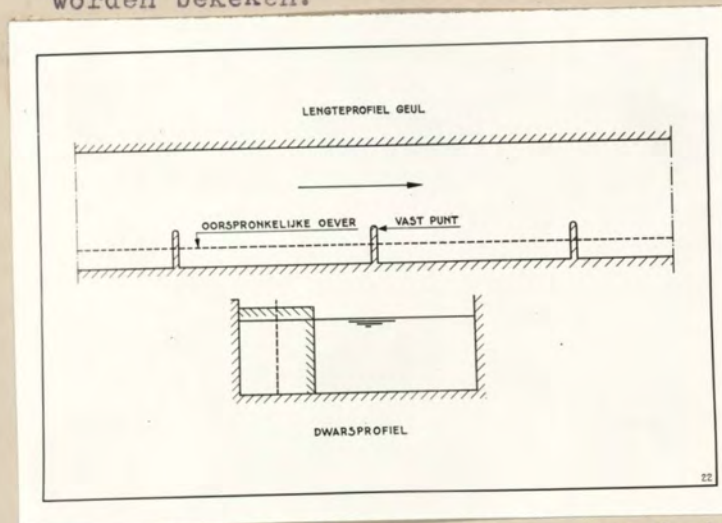 worden bekeken.
LENGTEPROFIEL GEUL
OORSPRONKELIJKE OEVER
VAST PUNT
DWARSPROFIEL
22